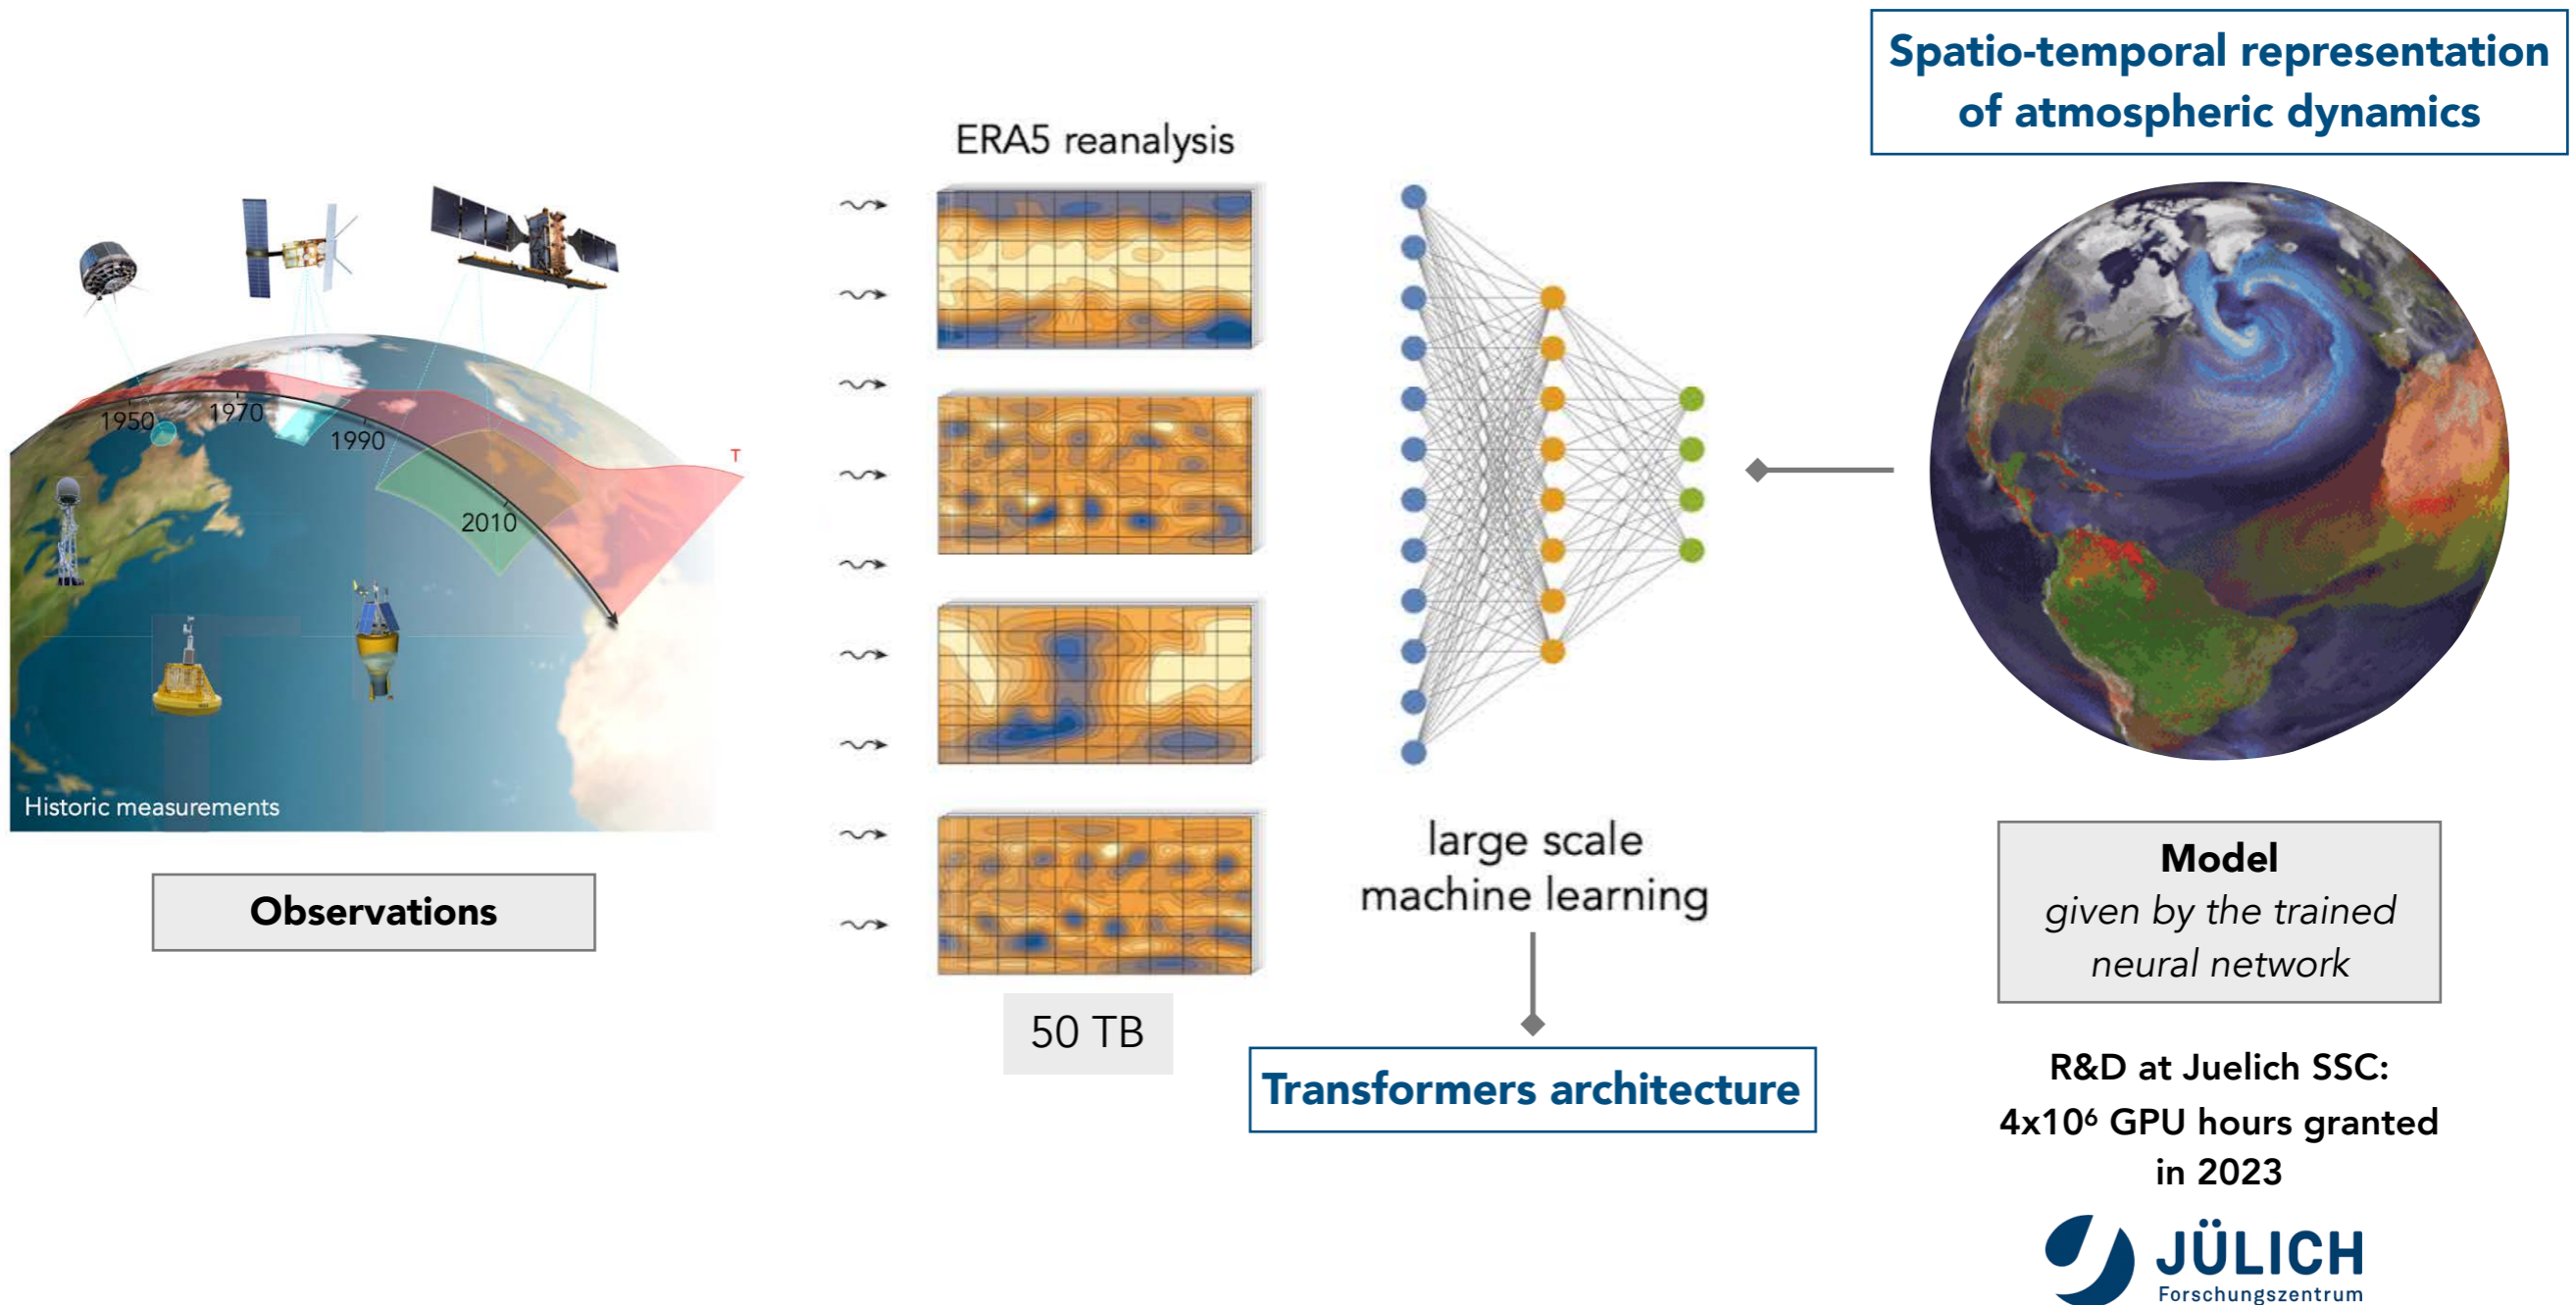 Spatio-temporal representation
of atmospheric dynamics
ERA5 reanalysis
1950
1970
1990
2010
T
Historic measurements
Observations
50 TB
large scale
machine learning
Transformers architecture
Model
given by the trained
neural network
R&D at Juelich SSC:
4x10⁶ GPU hours granted
in 2023
JÜLICH
Forschungszentrum